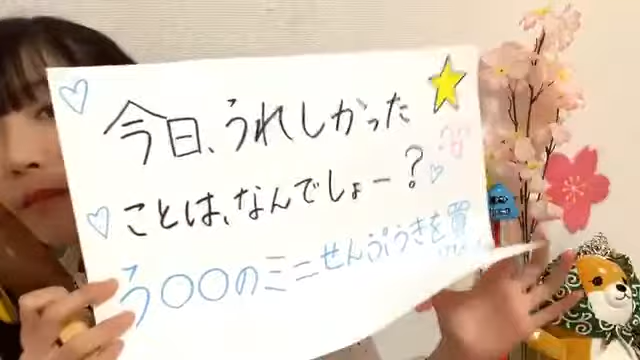 今日、うれしかった
ことは、なんでしょー?
う〇〇のミニせんぷうきを買